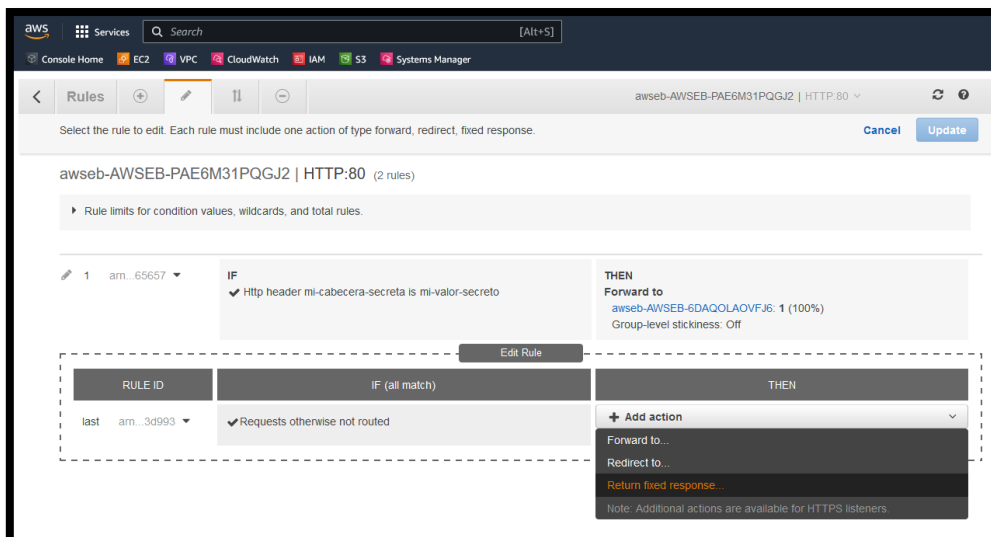 aws
Services
Search
[Alt+S]
Console Home
EC2
VPC
CloudWatch
IAM
S3
Systems Manager
Rules
awseb-AWSEB-PAE6M31PQGJ2 | HTTP:80
Select the rule to edit. Each rule must include one action of type forward, redirect, fixed response.
Cancel
Update
awseb-AWSEB-PAE6M31PQGJ2 | HTTP:80 (2 rules)
Rule limits for condition values, wildcards, and total rules.
1
arn...65657
IF
Http header mi-cabecera-secreta is mi-valor-secreto
THEN
Forward to
awseb-AWSEB-6DAQOLAOVFJ6: 1 (100%)
Group-level stickiness: Off
Edit Rule
RULE ID
IF (all match)
THEN
last
arn...3d993
Requests otherwise not routed
Add action
Forward to...
Redirect to...
Return fixed response...
Note: Additional actions are available for HTTPS listeners.